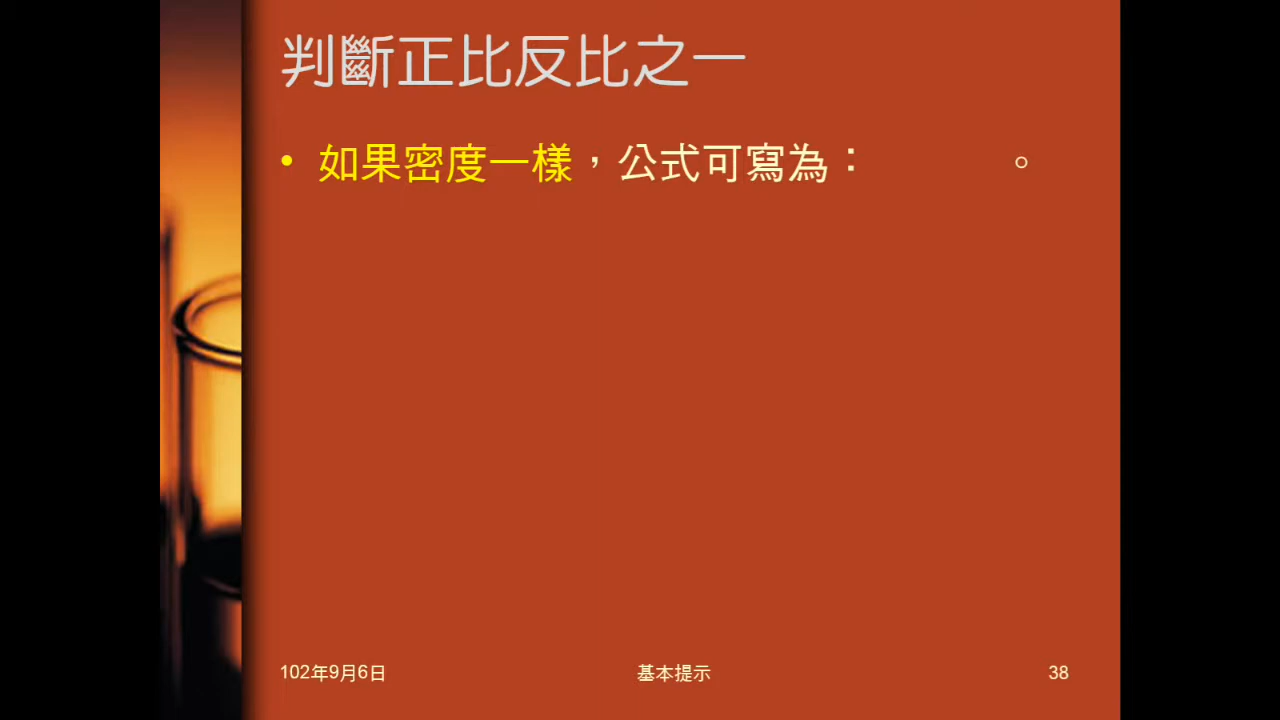 判斷正比反比之一
• 如果密度一樣，公式可寫為：　　　。
102年9月6日
基本提示
38